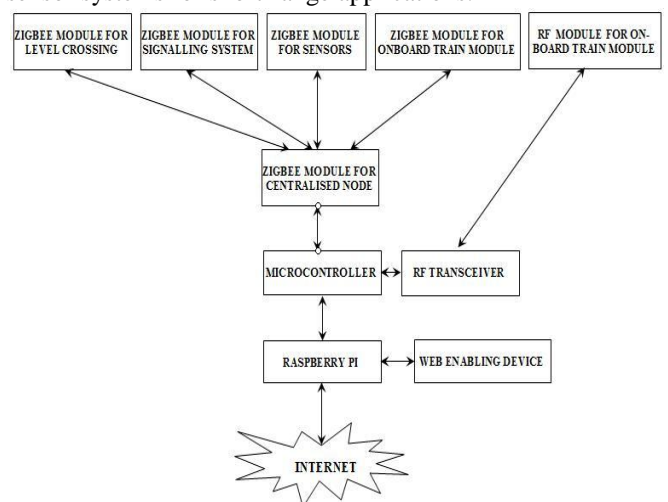 ZIGBEE MODULE FOR
LEVEL CROSSING
ZIGBEE MODULE FOR
SIGNALLING SYSTEM
ZIGBEE MODULE
FOR SENSORS
ZIGBEE MODULE FOR
ONBOARD TRAIN MODULE
RF MODULE FOR ON-
BOARD TRAIN MODULE
ZIGBEE MODULE FOR
CENTRALISED NODE
MICROCONTROLLER
RF TRANSCEIVER
RASPBERRY PI
WEB ENABLING DEVICE
INTERNET